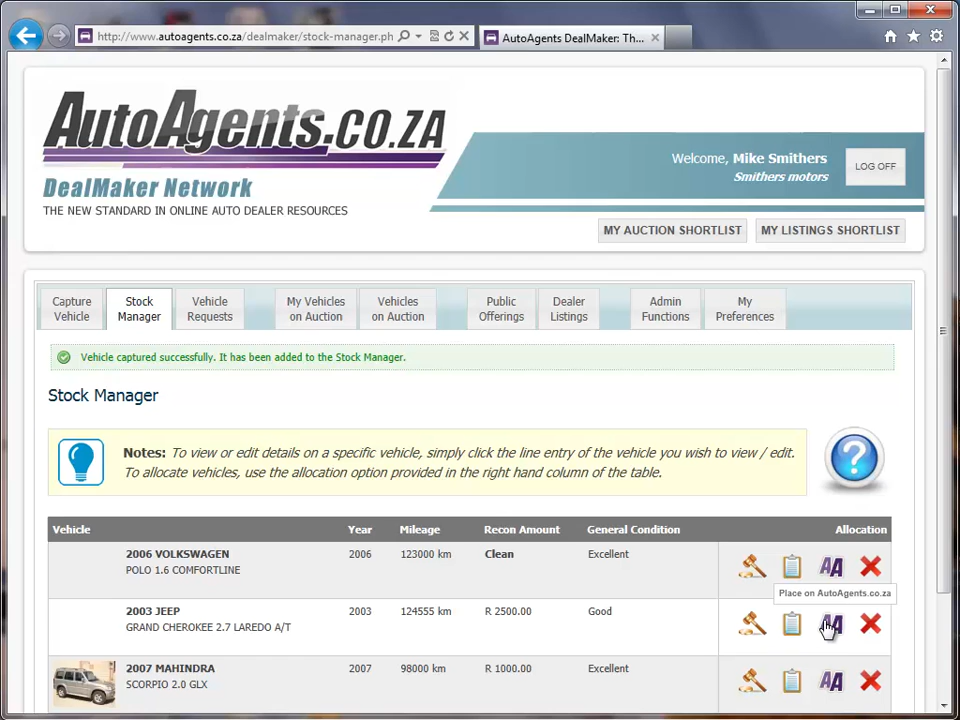 http://www.autoagents.co.za/dealmaker/stock-manager.ph
AutoAgents DealMaker: Th...
AutoAgents.co.za
DealMaker Network
THE NEW STANDARD IN ONLINE AUTO DEALER RESOURCES
Welcome, Mike Smithers
Smithers motors
LOG OFF
MY AUCTION SHORTLIST
MY LISTINGS SHORTLIST
Capture Vehicle
Stock Manager
Vehicle Requests
My Vehicles on Auction
Vehicles on Auction
Public Offerings
Dealer Listings
Admin Functions
My Preferences
Vehicle captured successfully. It has been added to the Stock Manager.
Stock Manager
Notes: To view or edit details on a specific vehicle, simply click the line entry of the vehicle you wish to view / edit.
To allocate vehicles, use the allocation option provided in the right hand column of the table.
?
Vehicle Year Mileage Recon Amount General Condition Allocation
2006 VOLKSWAGEN 2006 123000 km Clean Excellent AA
POLO 1.6 COMFORTLINE
Place on AutoAgents.co.za
2003 JEEP 2003 124555 km R 2500.00 Good AA
GRAND CHEROKEE 2.7 LAREDO A/T
2007 MAHINDRA 2007 98000 km R 1000.00 Excellent AA
SCORPIO 2.0 GLX